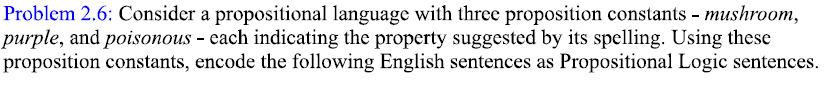 Problem 2.6: Consider a propositional language with three proposition constants - mushroom,
purple, and poisonous - each indicating the property suggested by its spelling. Using these
proposition constants, encode the following English sentences as Propositional Logic sentences.